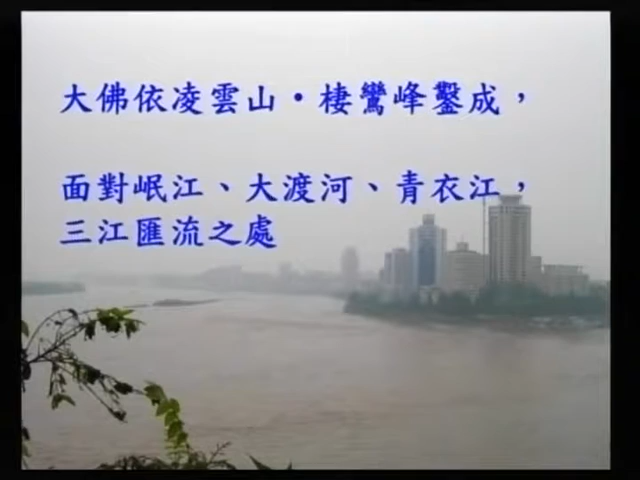 大佛依凌雲山•棲鸞峰鑿成，
面對岷江、大渡河、青衣江，
三江匯流之處